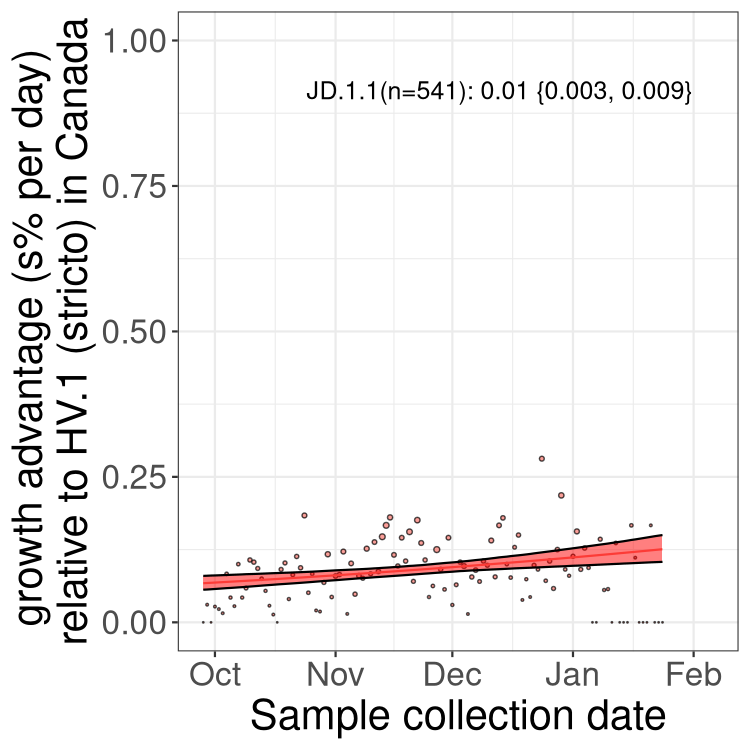 growth advantage (s% per day)
relative to HV.1 (stricto) in Canada
1.00
0.75
0.50
0.25
0.00
JD.1.1(n=541): 0.01 {0.003, 0.009}
Oct Nov Dec Jan Feb
Sample collection date